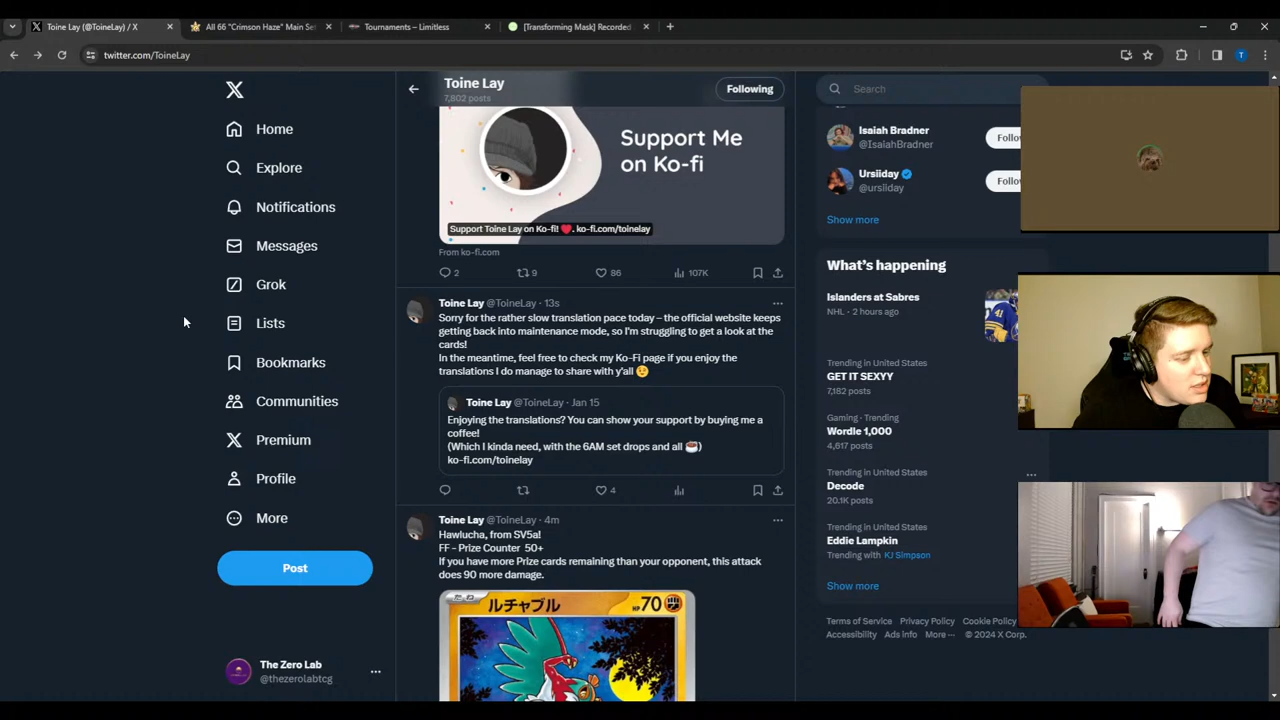 Toine Lay (@ToineLay) / X
All 66 "Crimson Haze" Main Se
Tournaments – Limitless
[Transforming Mask] Recorded
twitter.com/ToineLay
T
Home
Explore
Notifications
Messages
Grok
Lists
Bookmarks
Communities
Premium
Profile
More
Post
The Zero Lab
@thezerolabtcg
Toine Lay
7,802 posts
Following
Support Me
on Ko-fi
Support Toine Lay on Ko-fi! ❤️. ko-fi.com/toinelay
From ko-fi.com
2
9
86
107K
Toine Lay @ToineLay · 13s
Sorry for the rather slow translation pace today – the official website keeps
getting back into maintenance mode, so I'm struggling to get a look at the
cards!
In the meantime, feel free to check my Ko-Fi page if you enjoy the
translations I do manage to share with y'all 🤨
Toine Lay @ToineLay · Jan 15
Enjoying the translations? You can show your support by buying me a
coffee!
(Which I kinda need, with the 6AM set drops and all ☕)
ko-fi.com/toinelay
4
Toine Lay @ToineLay · 4m
Hawlucha, from SV5a!
FF – Prize Counter 50+
If you have more Prize cards remaining than your opponent, this attack
does 90 more damage.
たね
ルチャブル
HP 70
Search
Isaiah Bradner
@IsaiahBradner
Follo
Ursiiday
@ursiiday
Follo
Show more
What's happening
Islanders at Sabres
NHL · 2 hours ago
Trending in United States
GET IT SEXYY
7,182 posts
Gaming · Trending
Wordle 1,000
4,617 posts
Trending in United States
Decode
20.1K posts
Eddie Lampkin
Trending with KJ Simpson
Show more
Terms of Service Privacy Policy Cookie Policy
Accessibility Ads info More ··· © 2024 X Corp.